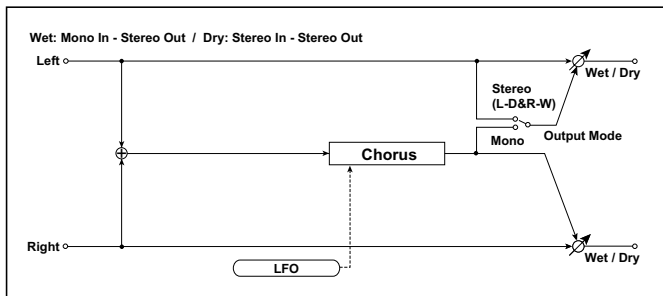 Wet: Mono In - Stereo Out / Dry: Stereo In - Stereo Out
Left
Wet / Dry
Stereo
(L-D&R-W)
Output Mode
Mono
Chorus
Right
Wet / Dry
LFO